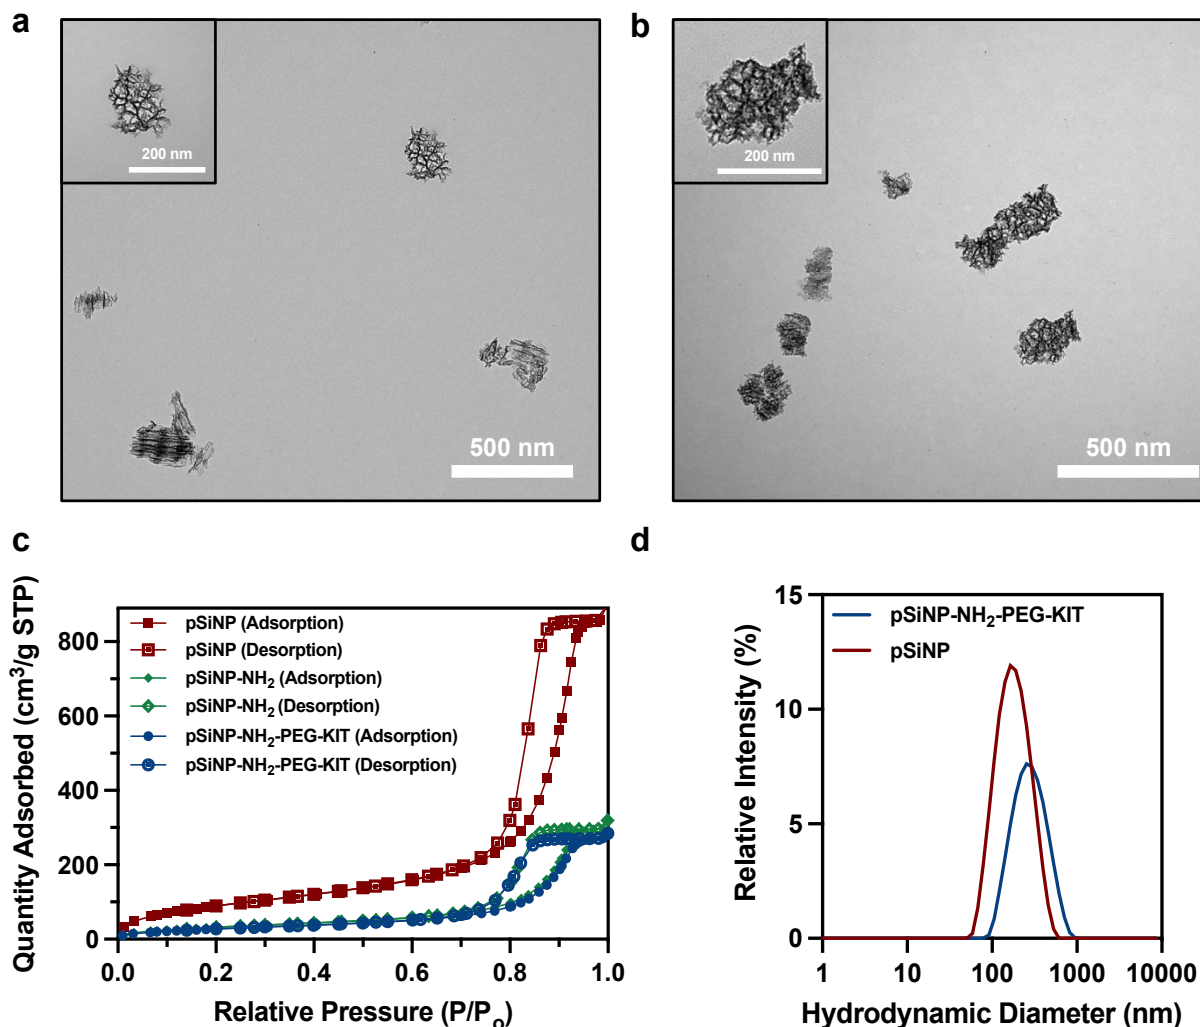 a
200 nm
500 nm
b
200 nm
500 nm
c
Quantity Adsorbed (cm³/g STP)
800
600
400
200
0
pSiNP (Adsorption)
pSiNP (Desorption)
pSiNP-NH₂ (Adsorption)
pSiNP-NH₂ (Desorption)
pSiNP-NH₂-PEG-KIT (Adsorption)
pSiNP-NH₂-PEG-KIT (Desorption)
0.0 0.2 0.4 0.6 0.8 1.0
Relative Pressure (P/Pₒ)
d
Relative Intensity (%)
15
10
5
0
pSiNP-NH₂-PEG-KIT
pSiNP
1 10 100 1000 10000
Hydrodynamic Diameter (nm)